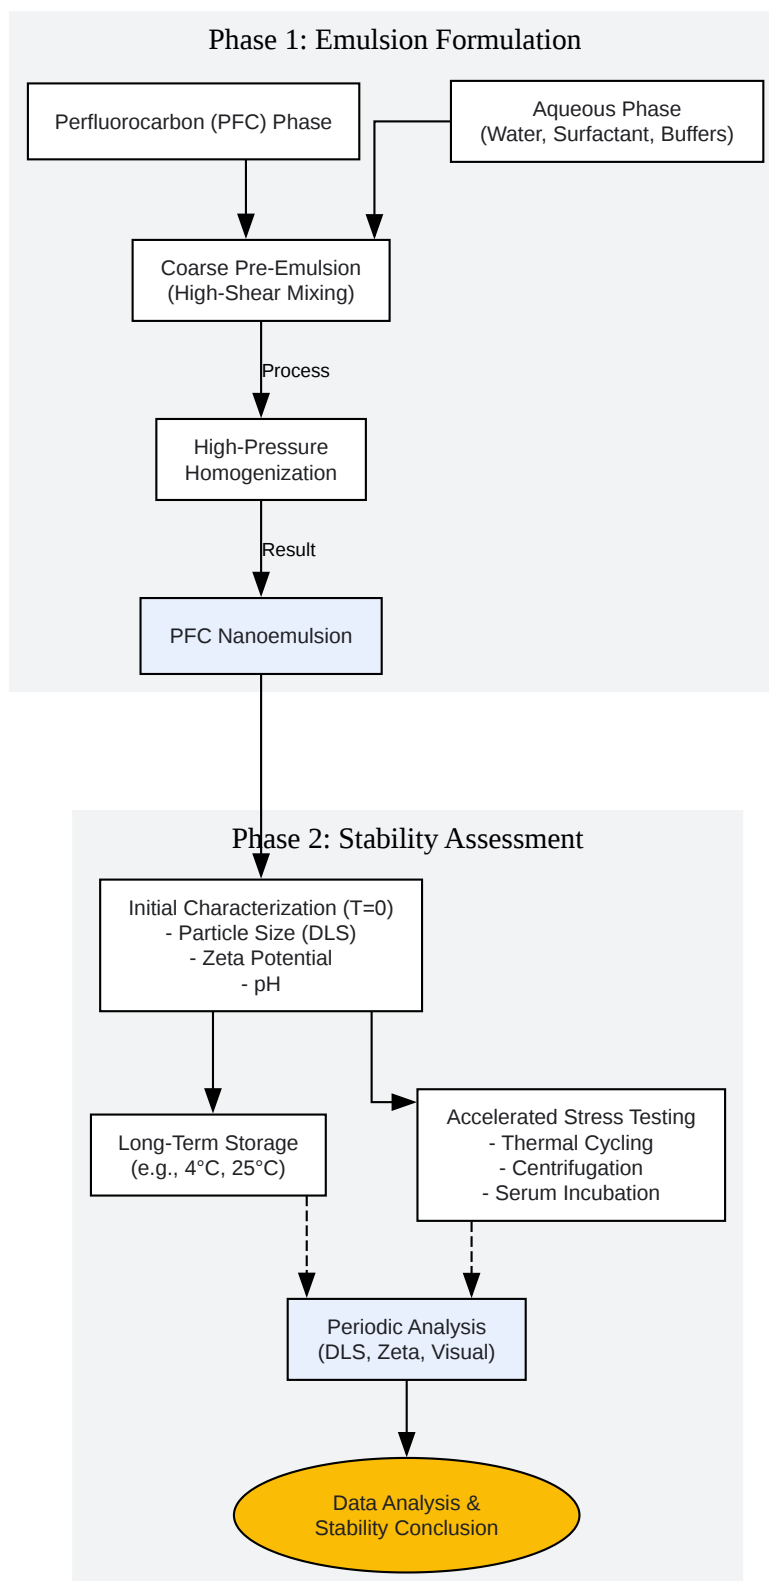 Phase 1: Emulsion Formulation
Perfluorocarbon (PFC) Phase
Aqueous Phase
(Water, Surfactant, Buffers)
Coarse Pre-Emulsion
(High-Shear Mixing)
Process
High-Pressure
Homogenization
Result
PFC Nanoemulsion
Phase 2: Stability Assessment
Initial Characterization (T=0)
- Particle Size (DLS)
- Zeta Potential
- pH
Long-Term Storage
(e.g., 4°C, 25°C)
Accelerated Stress Testing
- Thermal Cycling
- Centrifugation
- Serum Incubation
Periodic Analysis
(DLS, Zeta, Visual)
Data Analysis &
Stability Conclusion